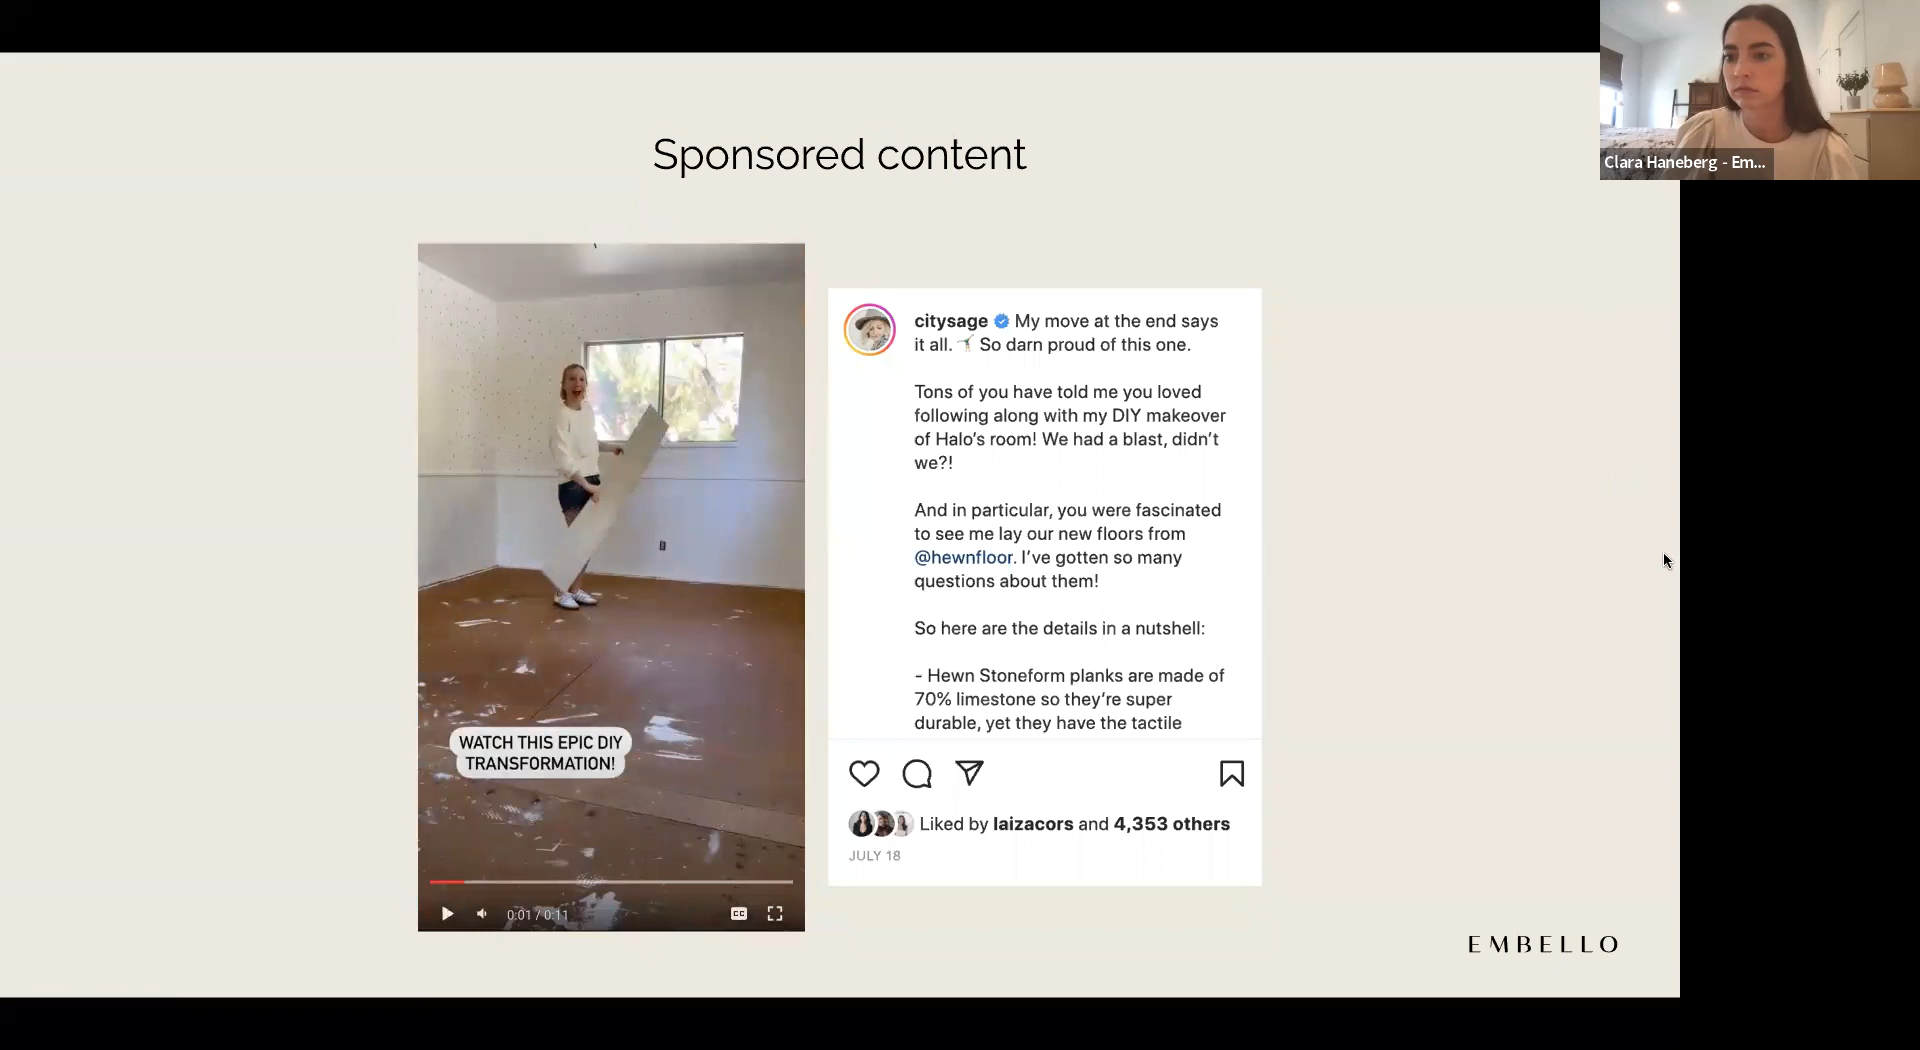 Clara Haneberg - Em...
Sponsored content
citysage My move at the end says
it all. 🤸 So darn proud of this one.
Tons of you have told me you loved
following along with my DIY makeover
of Halo's room! We had a blast, didn't
we?!
And in particular, you were fascinated
to see me lay our new floors from
@hewnfloor. I've gotten so many
questions about them!
So here are the details in a nutshell:
- Hewn Stoneform planks are made of
70% limestone so they're super
durable, yet they have the tactile
WATCH THIS EPIC DIY
TRANSFORMATION!
0:01 / 0:11
CC
Liked by laizacors and 4,353 others
JULY 18
EMBELLO